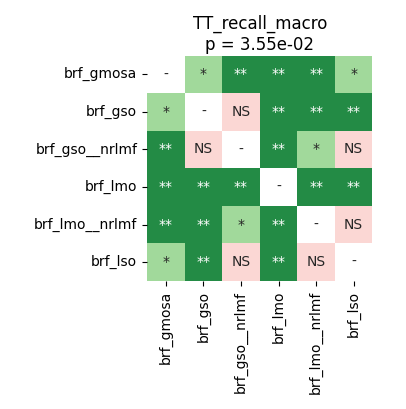 TT_recall_macro
p = 3.55e-02
brf_gmosa - * ** ** ** *
brf_gso * - NS ** ** **
brf_gso__nrlmf ** NS - ** * NS
brf_lmo ** ** ** - ** **
brf_lmo__nrlmf ** ** * ** - NS
brf_lso * ** NS ** NS -
brf_gmosa
brf_gso
brf_gso__nrlmf
brf_lmo
brf_lmo__nrlmf
brf_lso